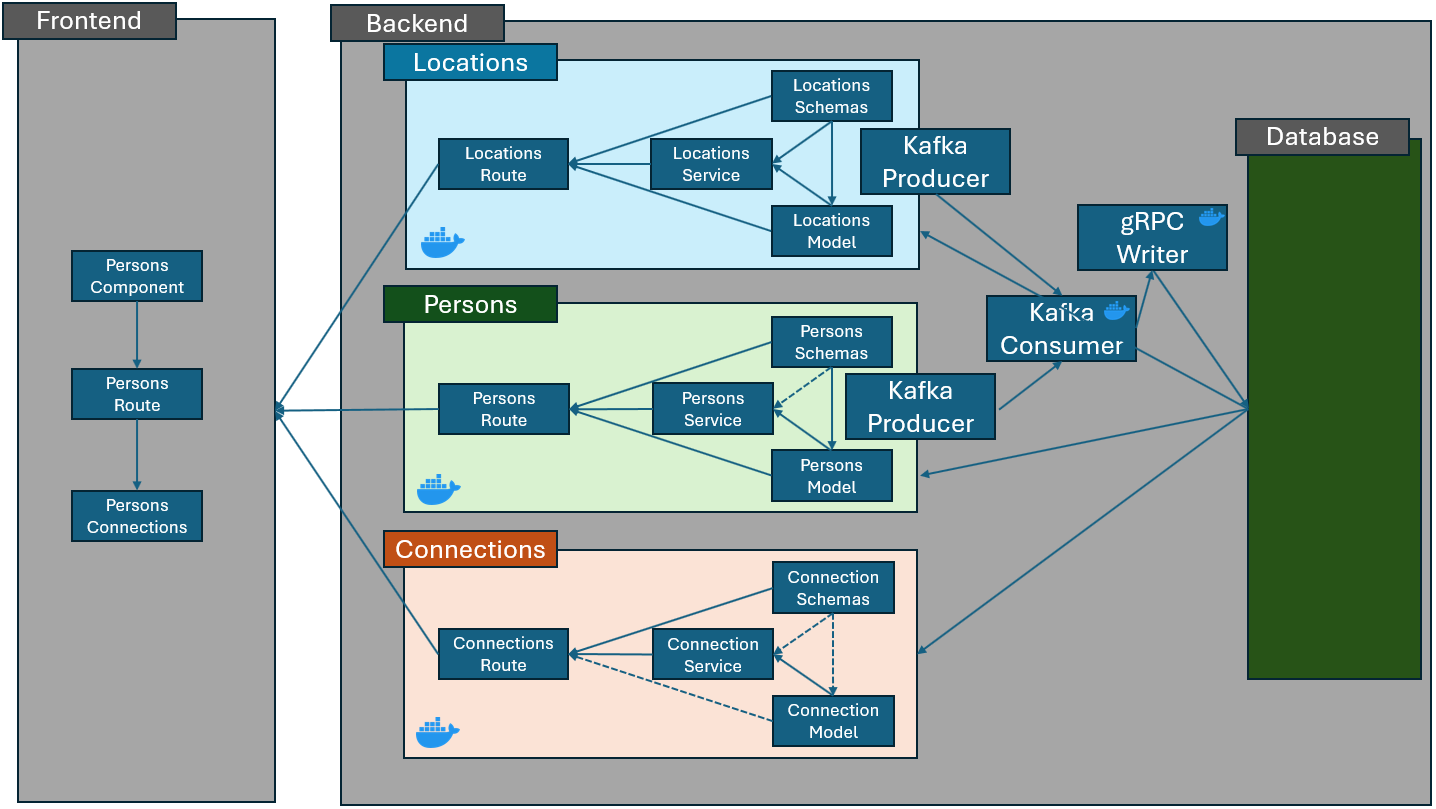 Frontend
Persons
Component
Persons
Route
Persons
Connections
Backend
Locations
Locations
Schemas
Locations
Route
Locations
Service
Locations
Model
Kafka
Producer
Persons
Persons
Schemas
Persons
Route
Persons
Service
Persons
Model
Kafka
Producer
Connections
Connection
Schemas
Connections
Route
Connection
Service
Connection
Model
Kafka
Consumer
gRPC
Writer
Database